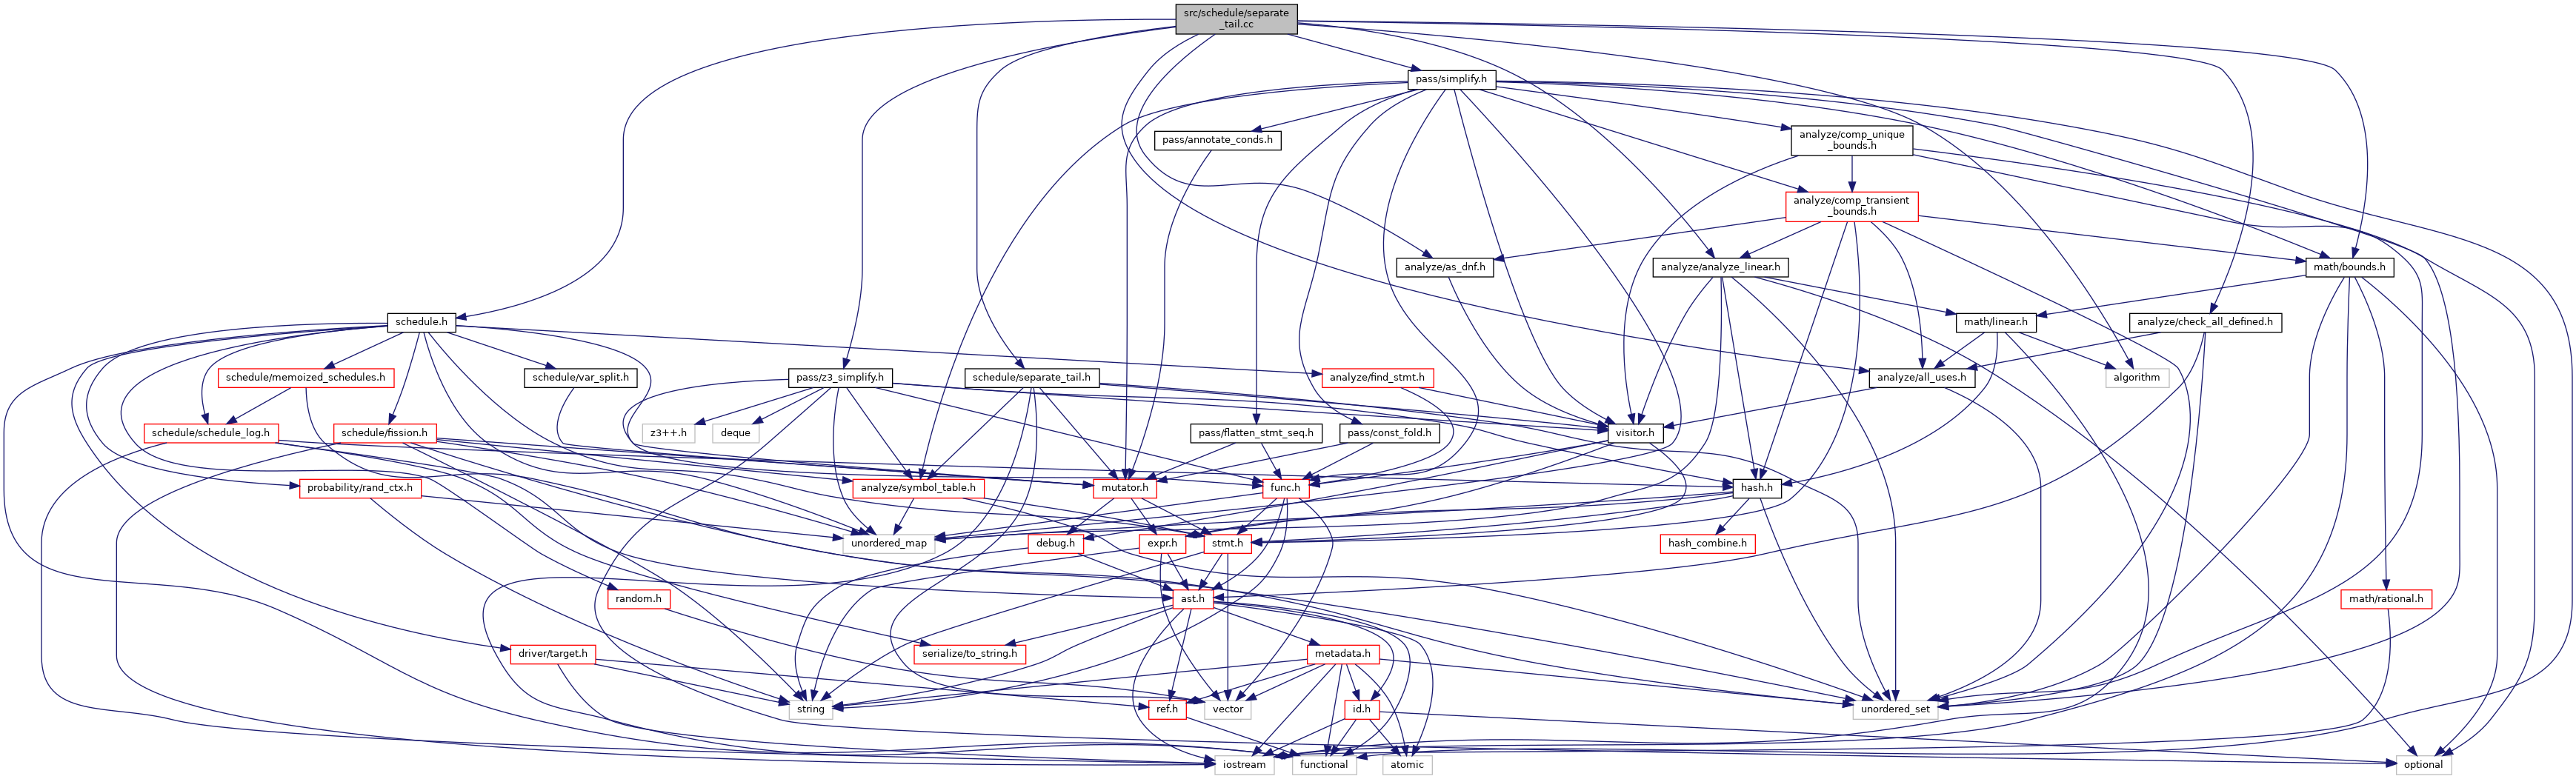 src/schedule/separate
_tail.cc
pass/simplify.h
pass/annotate_conds.h
analyze/comp_unique
_bounds.h
analyze/comp_transient
_bounds.h
analyze/as_dnf.h
analyze/analyze_linear.h
math/bounds.h
schedule.h
math/linear.h
analyze/check_all_defined.h
schedule/memoized_schedules.h
schedule/var_split.h
pass/z3_simplify.h
schedule/separate_tail.h
analyze/find_stmt.h
analyze/all_uses.h
algorithm
schedule/schedule_log.h
schedule/fission.h
z3++.h
deque
pass/flatten_stmt_seq.h
pass/const_fold.h
visitor.h
probability/rand_ctx.h
analyze/symbol_table.h
mutator.h
func.h
hash.h
unordered_map
debug.h
expr.h
stmt.h
hash_combine.h
random.h
ast.h
math/rational.h
driver/target.h
serialize/to_string.h
metadata.h
string
ref.h
vector
id.h
unordered_set
iostream
functional
atomic
optional